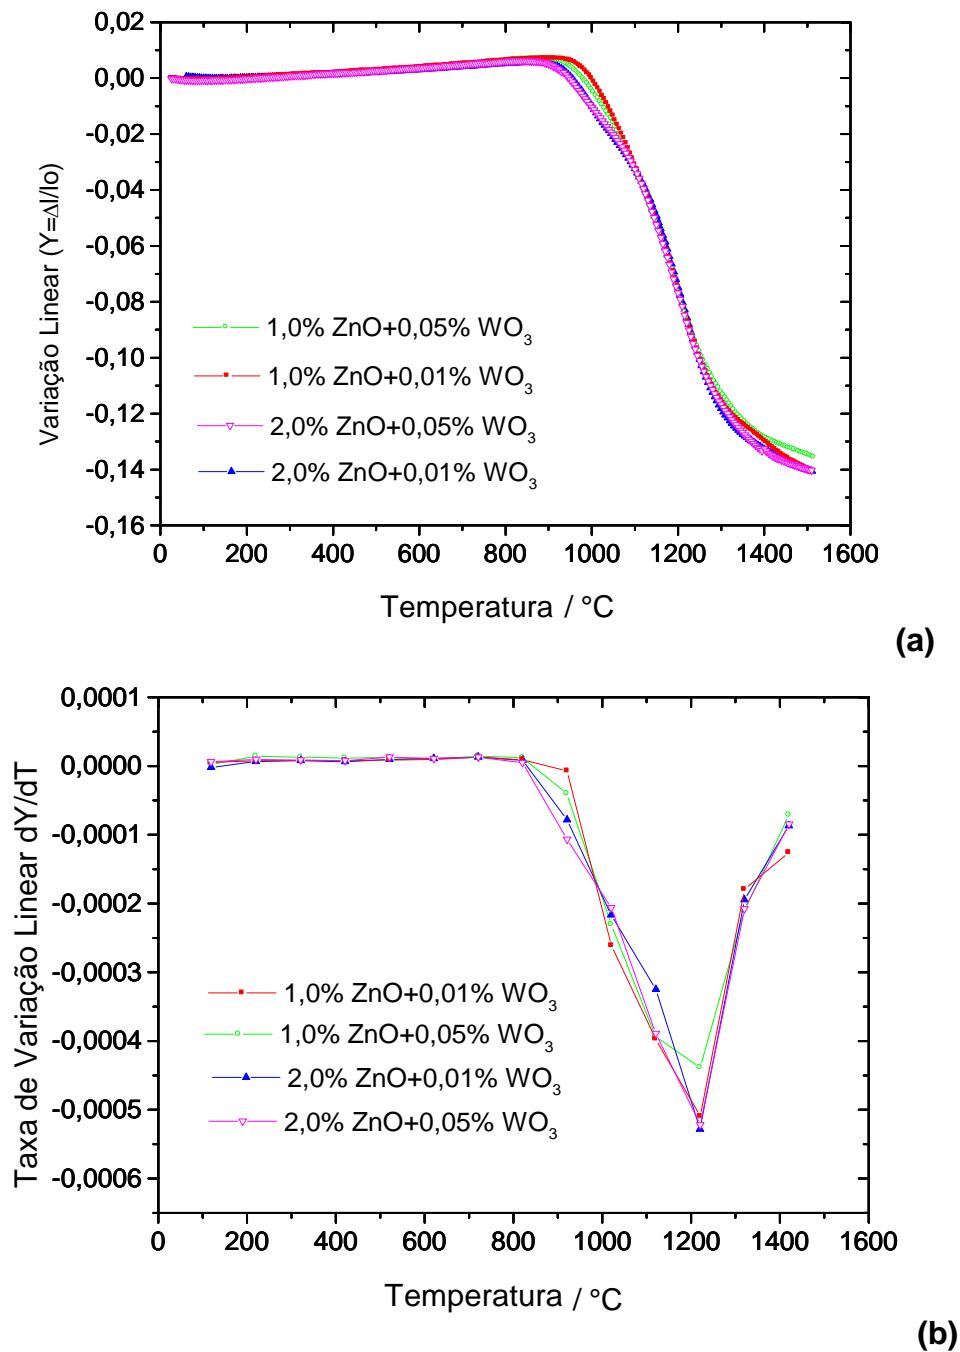 0,02
0,00
-0,02
-0,04
-0,06
-0,08
-0,10
-0,12
-0,14
-0,16
Variação Linear (Y=Δl/lo)
1,0% ZnO+0,05% WO3
1,0% ZnO+0,01% WO3
2,0% ZnO+0,05% WO3
2,0% ZnO+0,01% WO3
0 200 400 600 800 1000 1200 1400 1600
Temperatura / °C
(a)
0,0001
0,0000
-0,0001
-0,0002
-0,0003
-0,0004
-0,0005
-0,0006
Taxa de Variação Linear dY/dT
1,0% ZnO+0,01% WO3
1,0% ZnO+0,05% WO3
2,0% ZnO+0,01% WO3
2,0% ZnO+0,05% WO3
0 200 400 600 800 1000 1200 1400 1600
Temperatura / °C
(b)